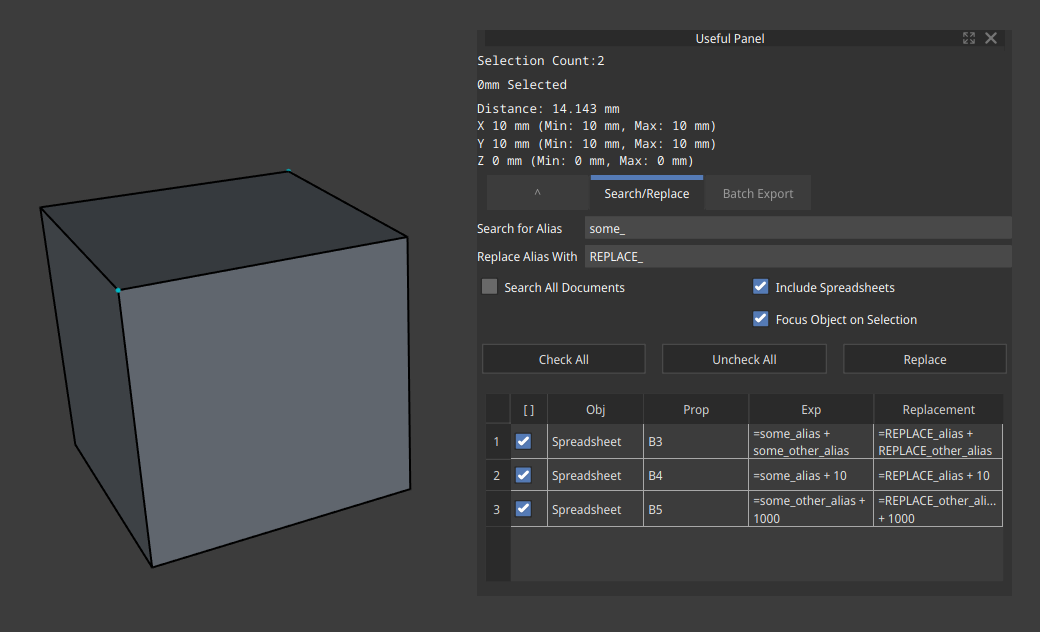 Useful Panel
Selection Count:2
0mm Selected
Distance: 14.143 mm
X 10 mm (Min: 10 mm, Max: 10 mm)
Y 10 mm (Min: 10 mm, Max: 10 mm)
Z 0 mm (Min: 0 mm, Max: 0 mm)
^ Search/Replace Batch Export
Search for Alias some_
Replace Alias With REPLACE_
Search All Documents Include Spreadsheets
Focus Object on Selection
Check All Uncheck All Replace
[ ] Obj Prop Exp Replacement
1 Spreadsheet B3 =some_alias + some_other_alias =REPLACE_alias + REPLACE_other_alias
2 Spreadsheet B4 =some_alias + 10 =REPLACE_alias + 10
3 Spreadsheet B5 =some_other_alias + 1000 =REPLACE_other_ali... + 1000